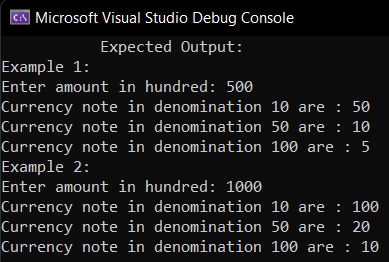 Microsoft Visual Studio Debug Console
Expected Output:
Example 1:
Enter amount in hundred: 500
Currency note in denomination 10 are : 50
Currency note in denomination 50 are : 10
Currency note in denomination 100 are : 5
Example 2:
Enter amount in hundred: 1000
Currency note in denomination 10 are : 100
Currency note in denomination 50 are : 20
Currency note in denomination 100 are : 10